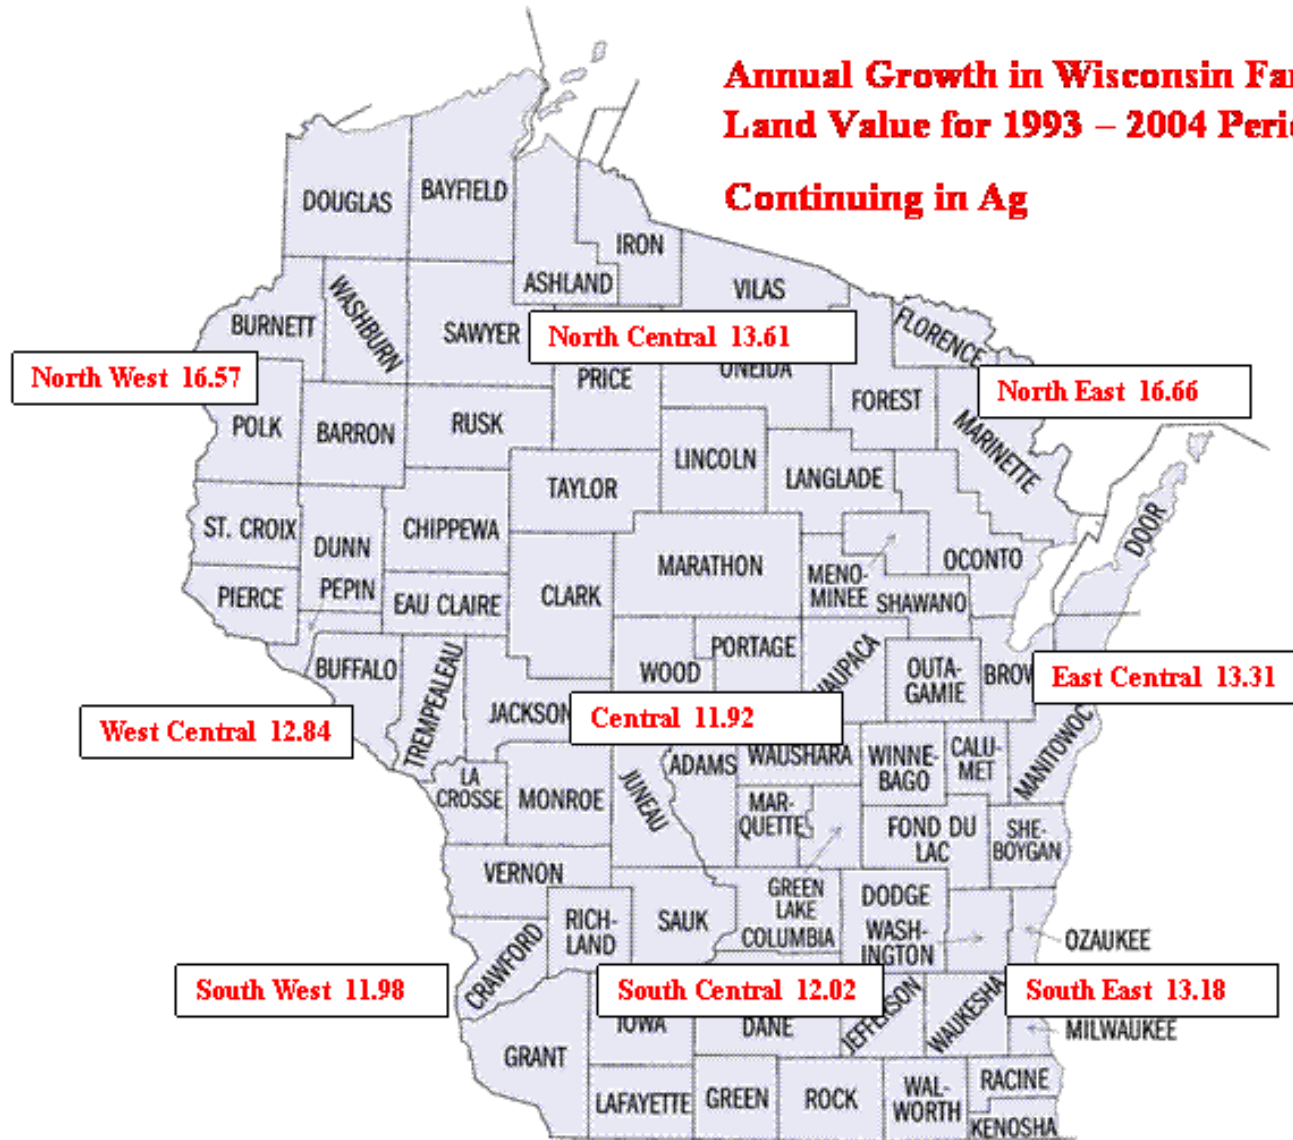 Annual Growth in Wisconsin Fa
Land Value for 1993 – 2004 Peri
Continuing in Ag
DOUGLAS
BAYFIELD
IRON
ASHLAND
VILAS
BURNETT
WASHBURN
SAWYER
North Central 13.61
FLORENCE
North West 16.57
PRICE
ONEIDA
FOREST
North East 16.66
POLK
BARRON
RUSK
LINCOLN
LANGLADE
MARINETTE
TAYLOR
ST. CROIX
DUNN
CHIPPEWA
MARATHON
OCONTO
DOOR
PIERCE
PEPIN
EAU CLAIRE
CLARK
MENO-
MINEE
SHAWANO
BUFFALO
TREMPEALEAU
WOOD
PORTAGE
AUPACA
OUTA-
GAMIE
BROW
East Central 13.31
West Central 12.84
JACKSON
Central 11.92
LA
CROSSE
MONROE
JUNEAU
ADAMS
WAUSHARA
WINNE-
BAGO
CALU-
MET
MANITOWOC
MAR-
QUETTE
FOND DU
LAC
SHE-
BOYGAN
VERNON
RICH-
LAND
SAUK
GREEN
LAKE
COLUMBIA
DODGE
WASH-
INGTON
OZAUKEE
CRAWFORD
South West 11.98
South Central 12.02
South East 13.18
GRANT
IOWA
DANE
JEFFERSON
WAUKESHA
MILWAUKEE
LAFAYETTE
GREEN
ROCK
WAL-
WORTH
RACINE
KENOSHA